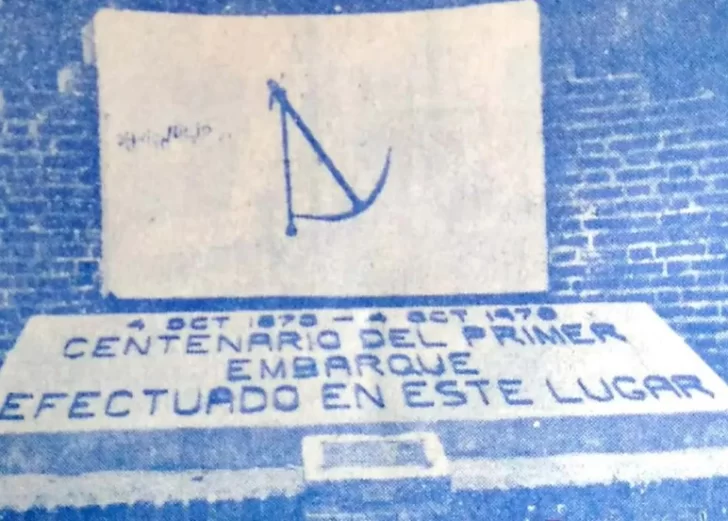 4 OCT 1878 — 4 OCT 1978
CENTENARIO DEL PRIMER
EMBARQUE
EFECTUADO EN ESTE LUGAR